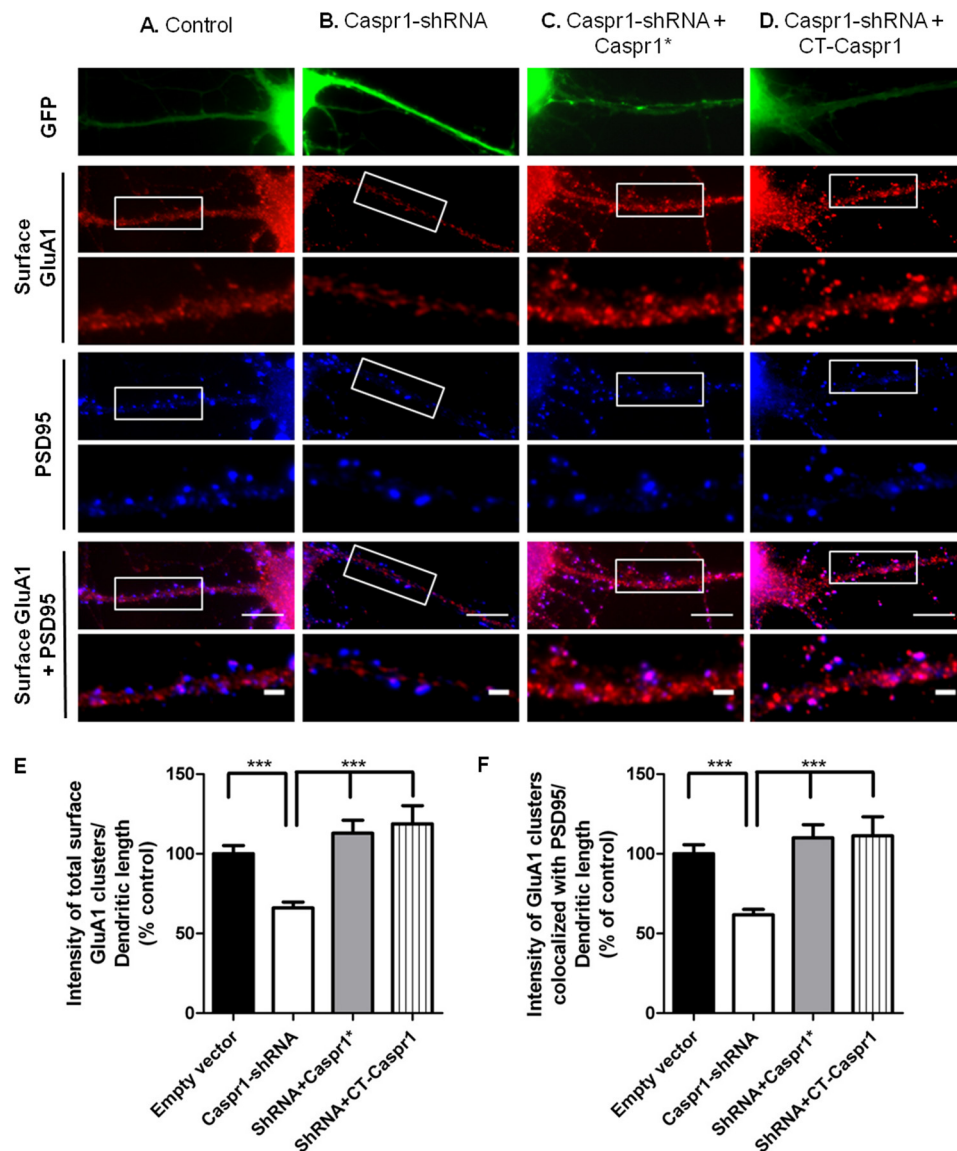 A. Control
B. Caspr1-shRNA
C. Caspr1-shRNA +
Caspr1*
D. Caspr1-shRNA +
CT-Caspr1
GFP
Surface
GluA1
PSD95
Surface GluA1
+ PSD95
E
Intensity of total surface
GluA1 clusters/
Dendritic length
(% control)
150
100
50
0
***
***
Empty vector
Caspr1-shRNA
ShRNA+Caspr1*
ShRNA+CT-Caspr1
F
Intensity of GluA1 clusters
colocalized with PSD95/
Dendritic length
(% of control)
150
100
50
0
***
***
Empty vector
Caspr1-shRNA
ShRNA+Caspr1*
ShRNA+CT-Caspr1